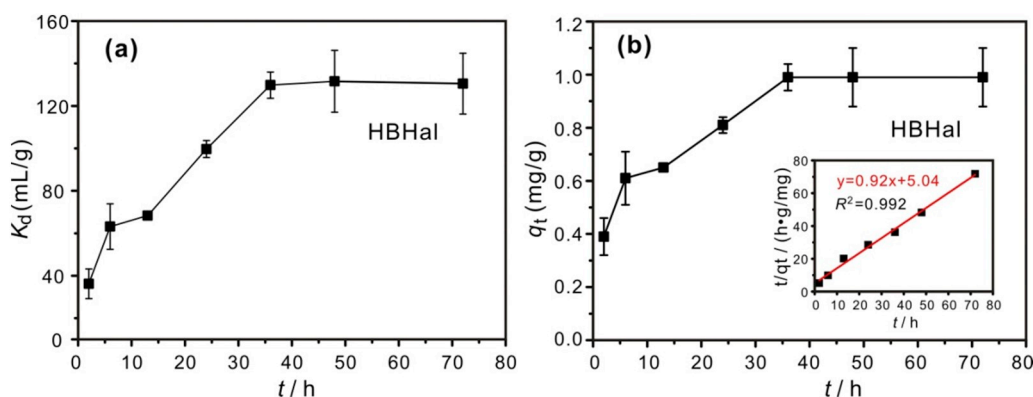 (a)
160
120
80
40
0
K_d (mL/g)
HBHal
0 10 20 30 40 50 60 70 80
t / h
(b)
1.2
1.0
0.8
0.6
0.4
0.2
0.0
q_t (mg/g)
HBHal
0 10 20 30 40 50 60 70 80
t / h
y=0.92x+5.04
R²=0.992
80
60
40
20
0
t/qt / (h•g/mg)
0 10 20 30 40 50 60 70 80
t / h